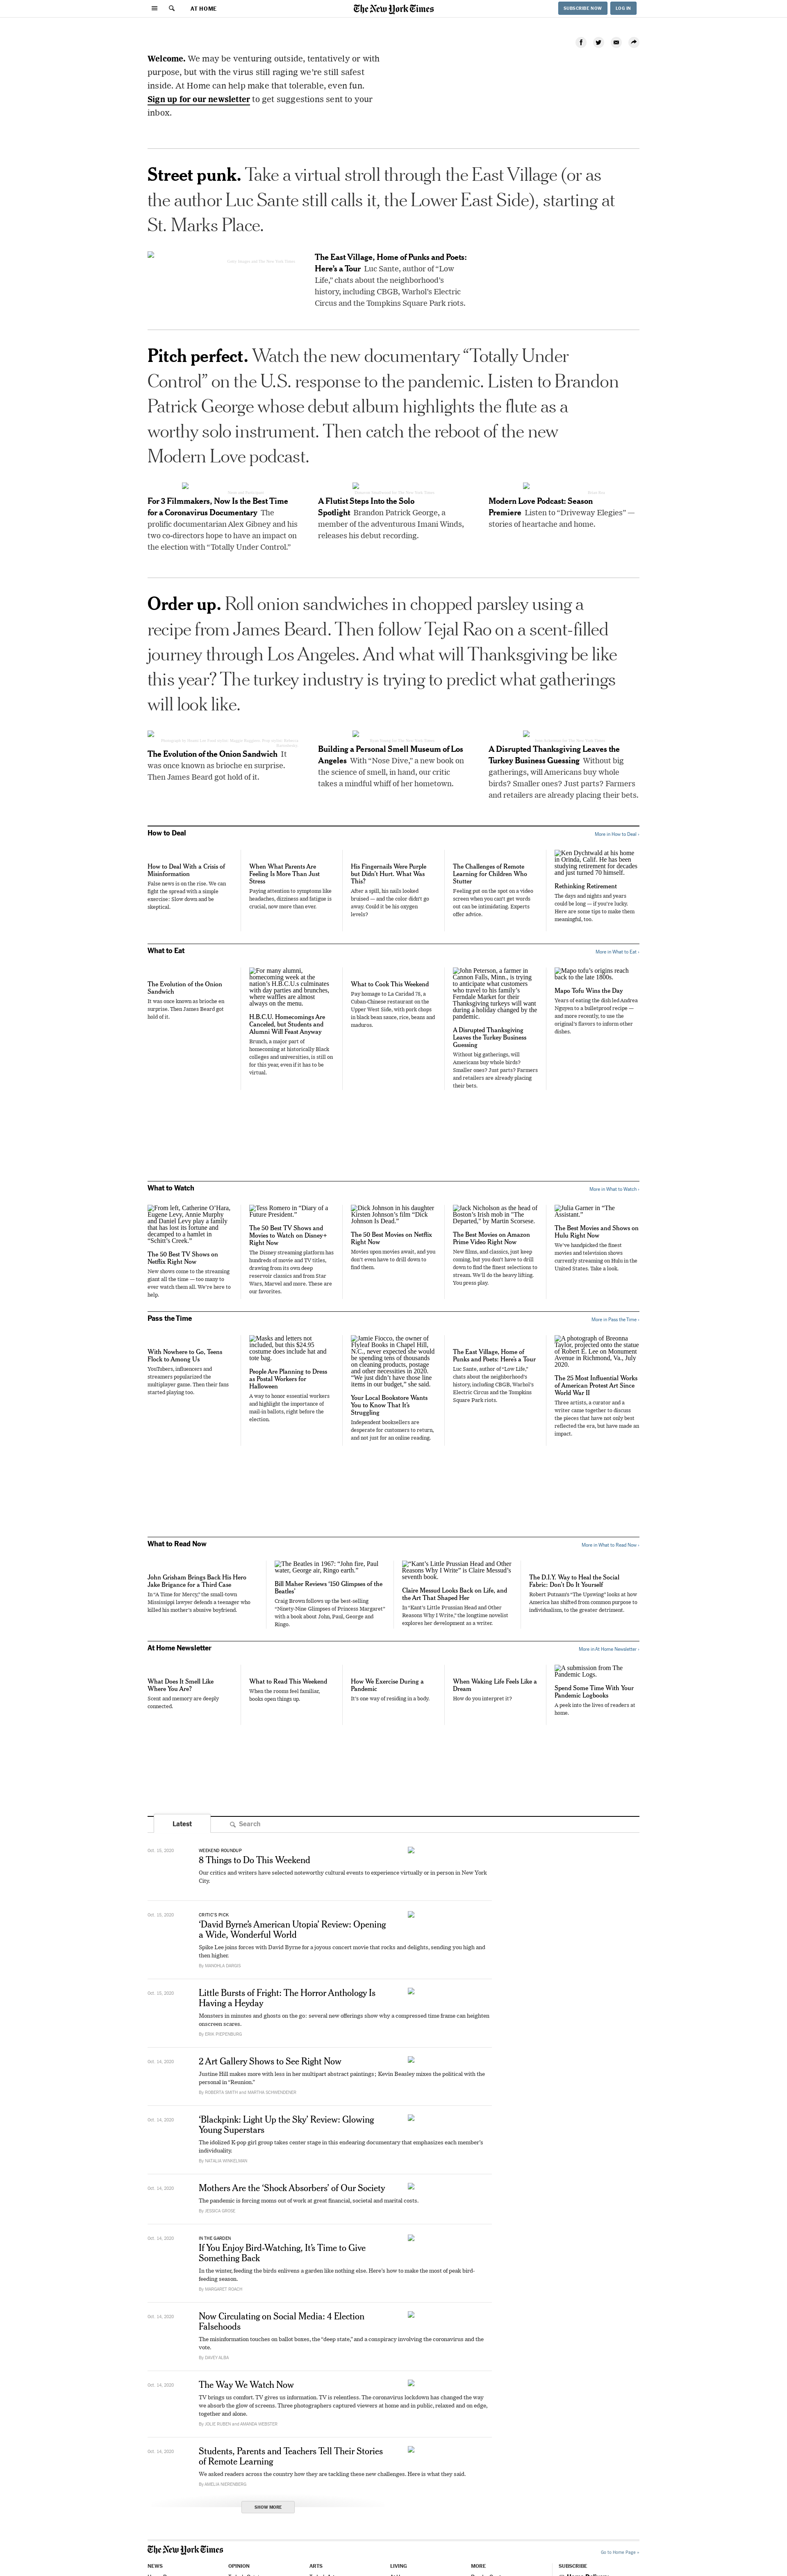 AT HOME
The New York Times
SUBSCRIBE NOW
LOG IN
Welcome. We may be venturing outside, tentatively or with
purpose, but with the virus still raging we’re still safest
inside. At Home can help make that tolerable, even fun.
Sign up for our newsletter to get suggestions sent to your
inbox.
Street punk. Take a virtual stroll through the East Village (or as
the author Luc Sante still calls it, the Lower East Side), starting at
St. Marks Place.
The East Village, Home of Punks and Poets:
Here’s a Tour Luc Sante, author of “Low
Life,” chats about the neighborhood’s
history, including CBGB, Warhol’s Electric
Circus and the Tompkins Square Park riots.
Pitch perfect. Watch the new documentary “Totally Under
Control” on the U.S. response to the pandemic. Listen to Brandon
Patrick George whose debut album highlights the flute as a
worthy solo instrument. Then catch the reboot of the new
Modern Love podcast.
For 3 Filmmakers, Now Is the Best Time
for a Coronavirus Documentary The
prolific documentarian Alex Gibney and his
two co-directors hope to have an impact on
the election with “Totally Under Control.”
A Flutist Steps Into the Solo
Spotlight Brandon Patrick George, a
member of the adventurous Imani Winds,
releases his debut recording.
Modern Love Podcast: Season
Premiere Listen to “Driveway Elegies” —
stories of heartache and home.
Order up. Roll onion sandwiches in chopped parsley using a
recipe from James Beard. Then follow Tejal Rao on a scent-filled
journey through Los Angeles. And what will Thanksgiving be like
this year? The turkey industry is trying to predict what gatherings
will look like.
The Evolution of the Onion Sandwich It
was once known as brioche en surprise.
Then James Beard got hold of it.
Building a Personal Smell Museum of Los
Angeles With “Nose Dive,” a new book on
the science of smell, in hand, our critic
takes a mindful whiff of her hometown.
A Disrupted Thanksgiving Leaves the
Turkey Business Guessing Without big
gatherings, will Americans buy whole
birds? Smaller ones? Just parts? Farmers
and retailers are already placing their bets.
How to Deal
More in How to Deal ›
How to Deal With a Crisis of
Misinformation
False news is on the rise. We can
fight the spread with a simple
exercise: Slow down and be
skeptical.
When What Parents Are
Feeling Is More Than Just
Stress
Paying attention to symptoms like
headaches, dizziness and fatigue is
crucial, now more than ever.
His Fingernails Were Purple
but Didn’t Hurt. What Was
This?
After a spill, his nails looked
bruised — and the color didn’t go
away. Could it be his oxygen
levels?
The Challenges of Remote
Learning for Children Who
Stutter
Feeling put on the spot on a video
screen when you can’t get words
out can be intimidating. Experts
offer advice.
Ken Dychtwald at his home
in Orinda, Calif. He has been
studying retirement for decades
and just turned 70 himself.
Rethinking Retirement
The days and nights and years
could be long — if you’re lucky.
Here are some tips to make them
meaningful, too.
What to Eat
More in What to Eat ›
The Evolution of the Onion
Sandwich
It was once known as brioche en
surprise. Then James Beard got
hold of it.
For many alumni,
homecoming week at the
nation’s H.B.C.U.s culminates
with day parties and brunches,
where waffles are almost
always on the menu.
H.B.C.U. Homecomings Are
Canceled, but Students and
Alumni Will Feast Anyway
Brunch, a major part of
homecoming at historically Black
colleges and universities, is still on
for this year, even if it has to be
virtual.
What to Cook This Weekend
Pay homage to La Caridad 78, a
Cuban-Chinese restaurant on the
Upper West Side, with pork chops
in black bean sauce, rice, beans and
maduros.
John Peterson, a farmer in
Cannon Falls, Minn., is trying
to anticipate what customers
who travel to his family’s
Ferndale Market for their
Thanksgiving turkeys will want
during a holiday changed by the
pandemic.
A Disrupted Thanksgiving
Leaves the Turkey Business
Guessing
Without big gatherings, will
Americans buy whole birds?
Smaller ones? Just parts? Farmers
and retailers are already placing
their bets.
Mapo tofu’s origins reach
back to the late 1800s.
Mapo Tofu Wins the Day
Years of eating the dish led Andrea
Nguyen to a bulletproof recipe —
and more recently, to use the
original’s flavors to inform other
dishes.
What to Watch
More in What to Watch ›
From left, Catherine O’Hara,
Eugene Levy, Annie Murphy
and Daniel Levy play a family
that has lost its fortune and
decamped to a hamlet in
“Schitt’s Creek.”
The 50 Best TV Shows on
Netflix Right Now
New shows come to the streaming
giant all the time — too many to
ever watch them all. We’re here to
help.
Tess Romero in “Diary of a
Future President.”
The 50 Best TV Shows and
Movies to Watch on Disney+
Right Now
The Disney streaming platform has
hundreds of movie and TV titles,
drawing from its own deep
reservoir classics and from Star
Wars, Marvel and more. These are
our favorites.
Dick Johnson in his daughter
Kirsten Johnson’s film “Dick
Johnson Is Dead.”
The 50 Best Movies on Netflix
Right Now
Movies upon movies await, and you
don’t even have to drill down to
find them.
Jack Nicholson as the head of
Boston’s Irish mob in "The
Departed," by Martin Scorsese.
The Best Movies on Amazon
Prime Video Right Now
New films, and classics, just keep
coming, but you don’t have to drill
down to find the finest selections to
stream. We’ll do the heavy lifting.
You press play.
Julia Garner in “The
Assistant.”
The Best Movies and Shows on
Hulu Right Now
We’ve handpicked the finest
movies and television shows
currently streaming on Hulu in the
United States. Take a look.
Pass the Time
More in Pass the Time ›
With Nowhere to Go, Teens
Flock to Among Us
YouTubers, influencers and
streamers popularized the
multiplayer game. Then their fans
started playing too.
Masks and letters not
included, but this $24.95
costume does include hat and
tote bag.
People Are Planning to Dress
as Postal Workers for
Halloween
A way to honor essential workers
and highlight the importance of
mail-in ballots, right before the
election.
Jamie Fiocco, the owner of
Flyleaf Books in Chapel Hill,
N.C., never expected she would
be spending tens of thousands
on cleaning products, postage
and other necessities in 2020.
“We just didn’t have those line
items in our budget,” she said.
Your Local Bookstore Wants
You to Know That It’s
Struggling
Independent booksellers are
desperate for customers to return,
and not just for an online reading.
The East Village, Home of
Punks and Poets: Here’s a Tour
Luc Sante, author of “Low Life,”
chats about the neighborhood’s
history, including CBGB, Warhol’s
Electric Circus and the Tompkins
Square Park riots.
A photograph of Breonna
Taylor, projected onto the statue
of Robert E. Lee on Monument
Avenue in Richmond, Va., July
2020.
The 25 Most Influential Works
of American Protest Art Since
World War II
Three artists, a curator and a
writer came together to discuss
the pieces that have not only best
reflected the era, but have made an
impact.
What to Read Now
More in What to Read Now ›
John Grisham Brings Back His Hero
Jake Brigance for a Third Case
In “A Time for Mercy,” the small-town
Mississippi lawyer defends a teenager who
killed his mother’s abusive boyfriend.
The Beatles in 1967: “John fire, Paul
water, George air, Ringo earth.”
Bill Maher Reviews ‘150 Glimpses of the
Beatles’
Craig Brown follows up the best-selling
“Ninety-Nine Glimpses of Princess Margaret”
with a book about John, Paul, George and
Ringo.
“Kant’s Little Prussian Head and Other
Reasons Why I Write” is Claire Messud’s
seventh book.
Claire Messud Looks Back on Life, and
the Art That Shaped Her
In “Kant’s Little Prussian Head and Other
Reasons Why I Write,” the longtime novelist
explores her development as a writer.
The D.I.Y. Way to Heal the Social
Fabric: Don’t Do It Yourself
Robert Putnam’s “The Upswing” looks at how
America has shifted from common purpose to
individualism, to the greater detriment.
At Home Newsletter
More in At Home Newsletter ›
What Does It Smell Like
Where You Are?
Scent and memory are deeply
connected.
What to Read This Weekend
When the rooms feel familiar,
books open things up.
How We Exercise During a
Pandemic
It’s one way of residing in a body.
When Waking Life Feels Like a
Dream
How do you interpret it?
A submission from The
Pandemic Logs.
Spend Some Time With Your
Pandemic Logbooks
A peek into the lives of readers at
home.
Latest
Search
Oct. 15, 2020
WEEKEND ROUNDUP
8 Things to Do This Weekend
Our critics and writers have selected noteworthy cultural events to experience virtually or in person in New York
City.
Oct. 15, 2020
CRITIC’S PICK
‘David Byrne’s American Utopia’ Review: Opening
a Wide, Wonderful World
Spike Lee joins forces with David Byrne for a joyous concert movie that rocks and delights, sending you high and
then higher.
By MANOHLA DARGIS
Oct. 15, 2020
Little Bursts of Fright: The Horror Anthology Is
Having a Heyday
Monsters in minutes and ghosts on the go: several new offerings show why a compressed time frame can heighten
onscreen scares.
By ERIK PIEPENBURG
Oct. 14, 2020
2 Art Gallery Shows to See Right Now
Justine Hill makes more with less in her multipart abstract paintings; Kevin Beasley mixes the political with the
personal in “Reunion.”
By ROBERTA SMITH and MARTHA SCHWENDENER
Oct. 14, 2020
‘Blackpink: Light Up the Sky’ Review: Glowing
Young Superstars
The idolized K-pop girl group takes center stage in this endearing documentary that emphasizes each member’s
individuality.
By NATALIA WINKELMAN
Oct. 14, 2020
Mothers Are the ‘Shock Absorbers’ of Our Society
The pandemic is forcing moms out of work at great financial, societal and marital costs.
By JESSICA GROSE
Oct. 14, 2020
IN THE GARDEN
If You Enjoy Bird-Watching, It’s Time to Give
Something Back
In the winter, feeding the birds enlivens a garden like nothing else. Here’s how to make the most of peak bird-
feeding season.
By MARGARET ROACH
Oct. 14, 2020
Now Circulating on Social Media: 4 Election
Falsehoods
The misinformation touches on ballot boxes, the “deep state,” and a conspiracy involving the coronavirus and the
vote.
By DAVEY ALBA
Oct. 14, 2020
The Way We Watch Now
TV brings us comfort. TV gives us information. TV is relentless. The coronavirus lockdown has changed the way
we absorb the glow of screens. Three photographers captured viewers at home and in public, relaxed and on edge,
together and alone.
By JOLIE RUBEN and AMANDA WEBSTER
Oct. 14, 2020
Students, Parents and Teachers Tell Their Stories
of Remote Learning
We asked readers across the country how they are tackling these new challenges. Here is what they said.
By AMELIA NIERENBERG
SHOW MORE
The New York Times
Go to Home Page »
NEWS
OPINION
ARTS
LIVING
MORE
SUBSCRIBE